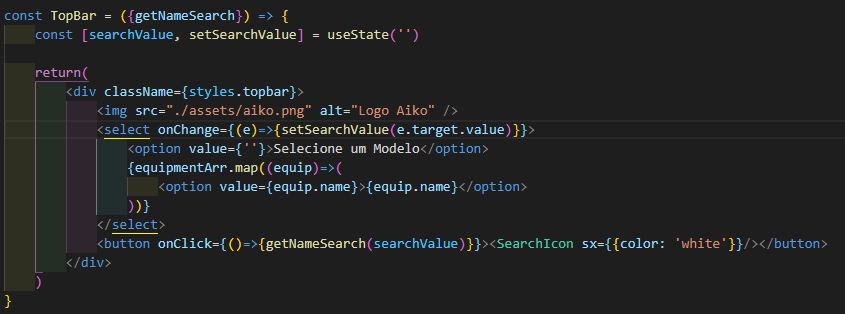 const TopBar = ({getNameSearch}) => {
const [searchValue, setSearchValue] = useState('')
return(
<div className={styles.topbar}>
<img src="./assets/aiko.png" alt="Logo Aiko" />
<select onChange={(e)=>{setSearchValue(e.target.value)}}>
<option value={''}>Selecione um Modelo</option>
{equipmentArr.map((equip)=>(
<option value={equip.name}>{equip.name}</option>
))}
</select>
<button onClick={()=>{getNameSearch(searchValue)}}><SearchIcon sx={{color: 'white'}}/></button>
</div>
)
}